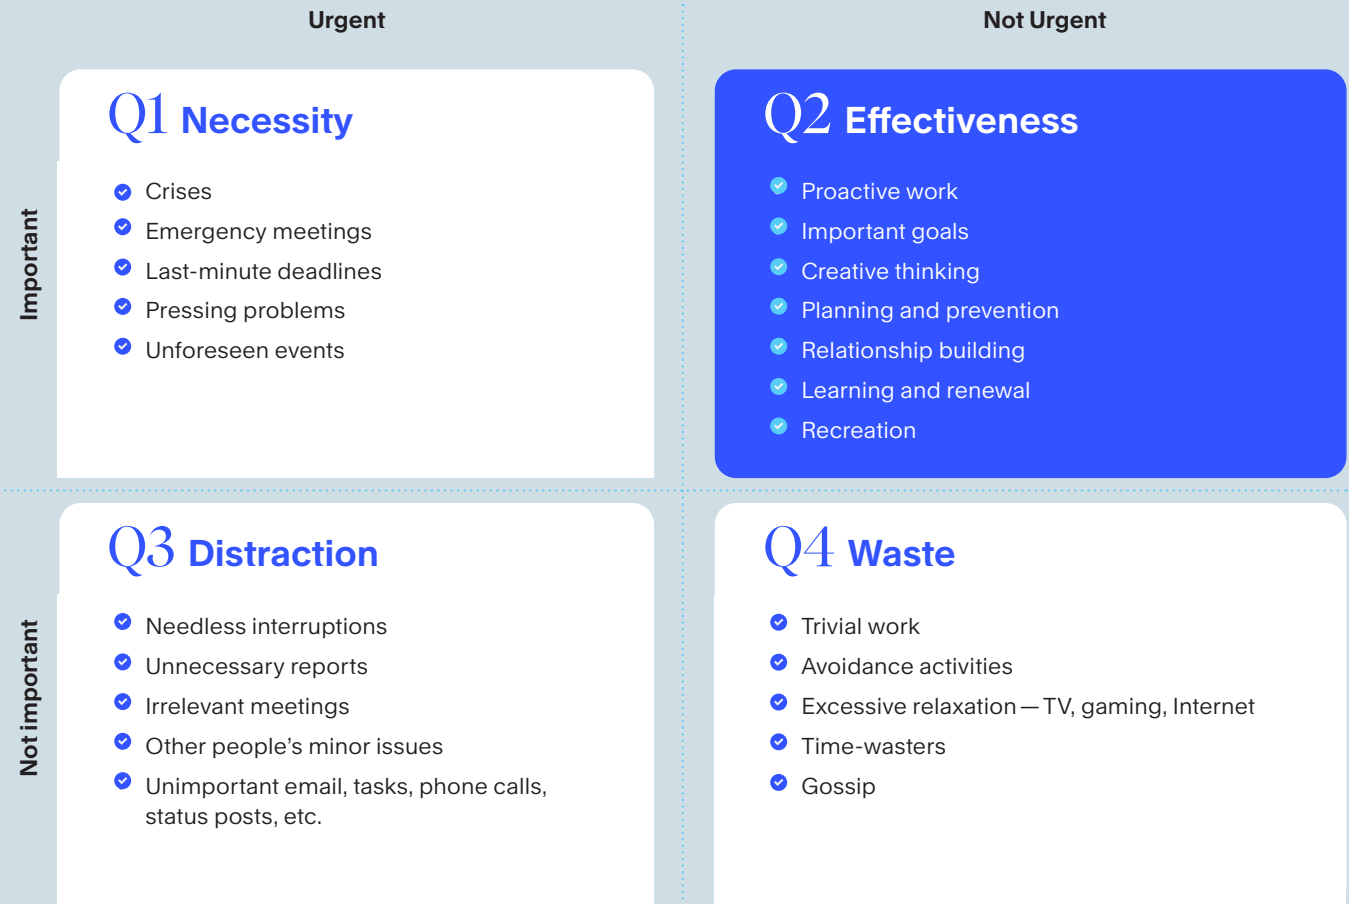 Urgent
Not Urgent
Important
Q1 Necessity
Crises
Emergency meetings
Last-minute deadlines
Pressing problems
Unforeseen events
Q2 Effectiveness
Proactive work
Important goals
Creative thinking
Planning and prevention
Relationship building
Learning and renewal
Recreation
Not important
Q3 Distraction
Needless interruptions
Unnecessary reports
Irrelevant meetings
Other people’s minor issues
Unimportant email, tasks, phone calls,
status posts, etc.
Q4 Waste
Trivial work
Avoidance activities
Excessive relaxation — TV, gaming, Internet
Time-wasters
Gossip